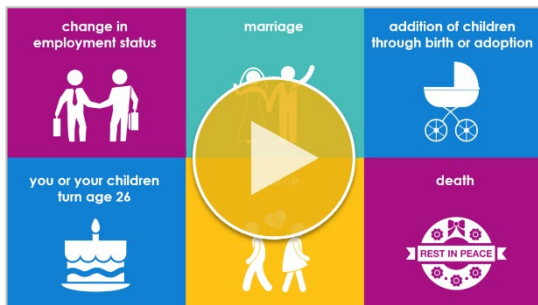 change in
employment status
marriage
addition of children
through birth or adoption
you or your children
turn age 26
death
REST IN PEACE